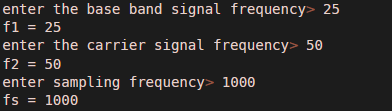 enter the base band signal frequency> 25
f1 = 25
enter the carrier signal frequency> 50
f2 = 50
enter sampling frequency> 1000
fs = 1000